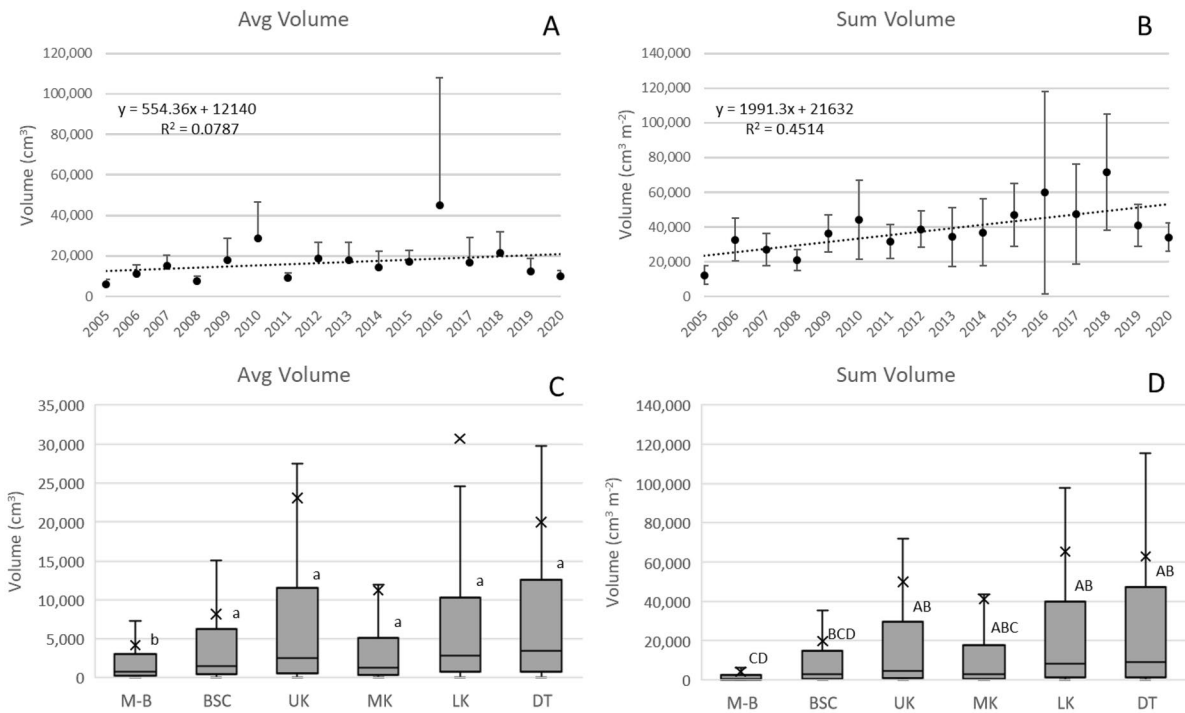 Avg Volume
A
120,000
100,000
80,000
60,000
40,000
20,000
0
Volume (cm³)
y = 554.36x + 12140
R² = 0.0787
2005 2006 2007 2008 2009 2010 2011 2012 2013 2014 2015 2016 2017 2018 2019 2020
Sum Volume
B
140,000
120,000
100,000
80,000
60,000
40,000
20,000
0
Volume (cm³ m⁻²)
y = 1991.3x + 21632
R² = 0.4514
2005 2006 2007 2008 2009 2010 2011 2012 2013 2014 2015 2016 2017 2018 2019 2020
Avg Volume
C
35,000
30,000
25,000
20,000
15,000
10,000
5,000
0
Volume (cm³)
b a a a a a
M-B BSC UK MK LK DT
Sum Volume
D
140,000
120,000
100,000
80,000
60,000
40,000
20,000
0
Volume (cm³ m⁻²)
CD BCD AB ABC AB AB
M-B BSC UK MK LK DT